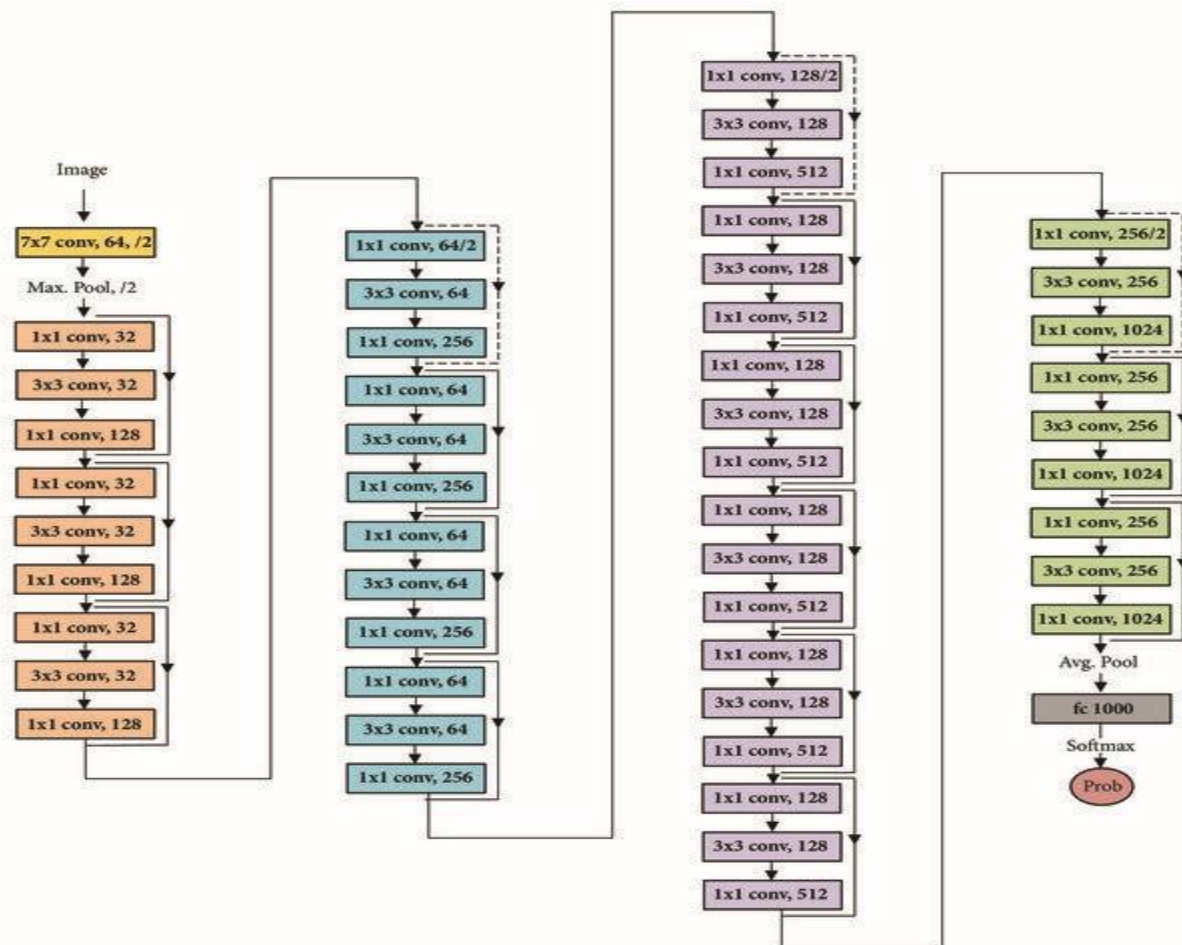 Image
7x7 conv, 64, /2
Max. Pool, /2
1x1 conv, 32
3x3 conv, 32
1x1 conv, 128
1x1 conv, 32
3x3 conv, 32
1x1 conv, 128
1x1 conv, 32
3x3 conv, 32
1x1 conv, 128
1x1 conv, 64/2
3x3 conv, 64
1x1 conv, 256
1x1 conv, 64
3x3 conv, 64
1x1 conv, 256
1x1 conv, 64
3x3 conv, 64
1x1 conv, 256
1x1 conv, 64
3x3 conv, 64
1x1 conv, 256
1x1 conv, 128/2
3x3 conv, 128
1x1 conv, 512
1x1 conv, 128
3x3 conv, 128
1x1 conv, 512
1x1 conv, 128
3x3 conv, 128
1x1 conv, 512
1x1 conv, 128
3x3 conv, 128
1x1 conv, 512
1x1 conv, 128
3x3 conv, 128
1x1 conv, 512
1x1 conv, 128
3x3 conv, 128
1x1 conv, 512
1x1 conv, 256/2
3x3 conv, 256
1x1 conv, 1024
1x1 conv, 256
3x3 conv, 256
1x1 conv, 1024
1x1 conv, 256
3x3 conv, 256
1x1 conv, 1024
Avg. Pool
fc 1000
Softmax
Prob